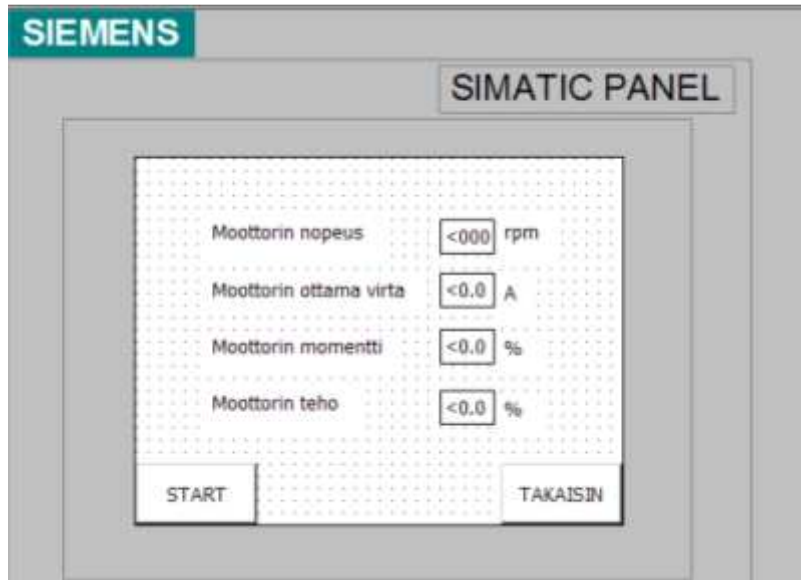 SIEMENS
SIMATIC PANEL
Moottorin nopeus <000 rpm
Moottorin ottama virta <0.0 A
Moottorin momentti <0.0 %
Moottorin teho <0.0 %
START TAKAISIN